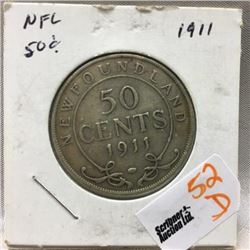 NFL
50¢
1911
NEWFOUNDLAND
50
CENTS
1911
Scribner
Auction Ltd.
52
D